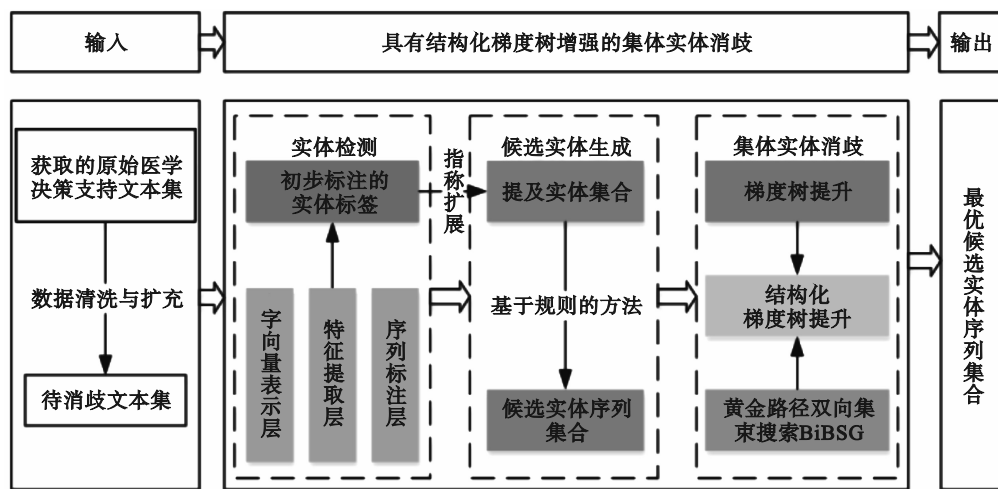 输入
具有结构化梯度树增强的集体实体消歧
输出
获取的原始医学
决策支持文本集
数据清洗与扩充
待消歧文本集
实体检测
初步标注的
实体标签
字向量表示层
特征提取层
序列标注层
指称扩展
候选实体生成
提及实体集合
基于规则的方法
候选实体序列
集合
集体实体消歧
梯度树提升
结构化
梯度树提升
黄金路径双向集
束搜索BiBSG
最优候选实体序列集合